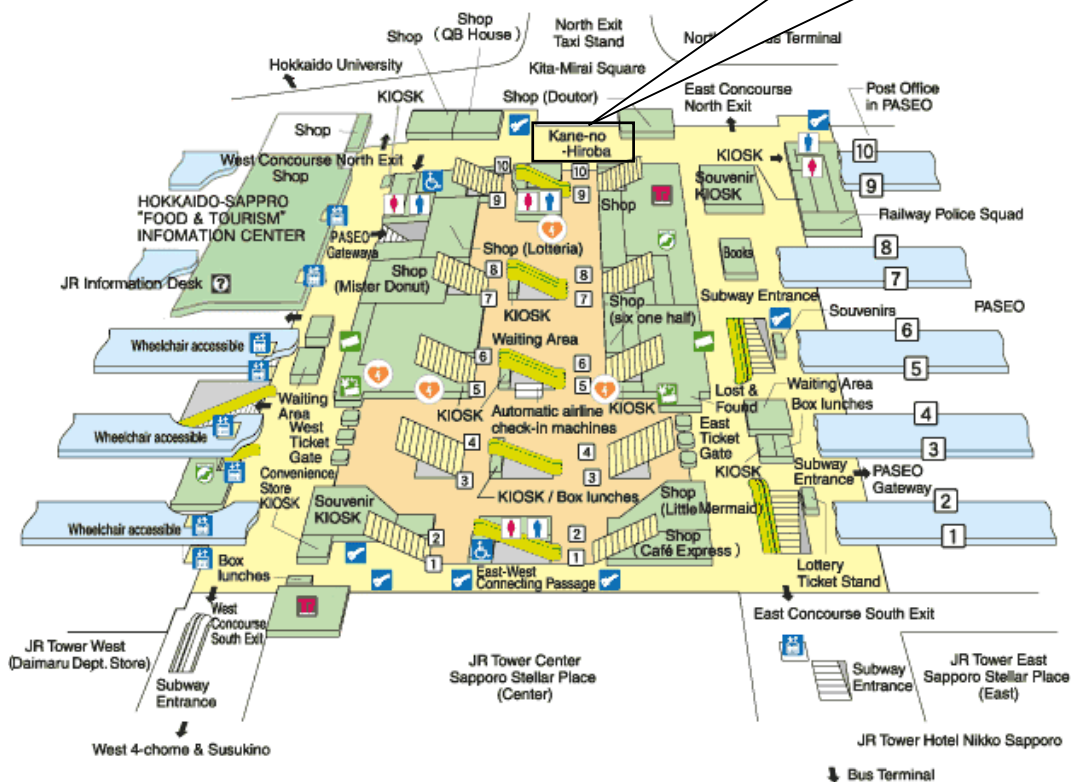 Shop
(QB House)
Shop
North Exit
Taxi Stand
North
Bus Terminal
Hokkaido University
Kita-Mirai Square
KIOSK
Shop (Doutor)
East Concourse
North Exit
Post Office
in PASEO
Shop
Kane-no
-Hiroba
West Concourse North Exit
Shop
KIOSK
10
10
10
9
9
9
Souvenir
KIOSK
Shop
HOKKAIDO-SAPPRO
"FOOD & TOURISM"
INFOMATION CENTER
Railway Police Squad
PASEO
Gatewaya
Shop (Lotteria)
8
JR Information Desk
?
Shop
(Mister Donut)
8
8
Books
7
7
7
KIOSK
Shop
(six one half)
Subway Entrance
PASEO
Souvenirs
Wheelchair accessible
Waiting Area
6
6
6
5
5
5
Waiting
Area
West
Ticket
Gate
KIOSK
Automatic airline
check-in machines
KIOSK
Lost &
Found
East
Ticket
Gate
Waiting Area
Box lunches
Wheelchair accessible
4
4
4
3
3
3
Convenience
Store
KIOSK
KIOSK
Subway
Entrance
PASEO
Gateway
KIOSK / Box lunches
Souvenir
KIOSK
Shop
(Little Mermaid)
Wheelchair accessible
2
2
2
1
1
1
Shop
(Café Express)
Box
lunches
East-West
Connecting Passage
Lottery
Ticket Stand
West
Concourse
South Exit
East Concourse South Exit
JR Tower West
(Daimaru Dept. Store)
JR Tower Center
Sapporo Stellar Place
(Center)
Subway
Entrance
Subway
Entrance
JR Tower East
Sapporo Stellar Place
(East)
West 4-chome & Susukino
JR Tower Hotel Nikko Sapporo
Bus Terminal